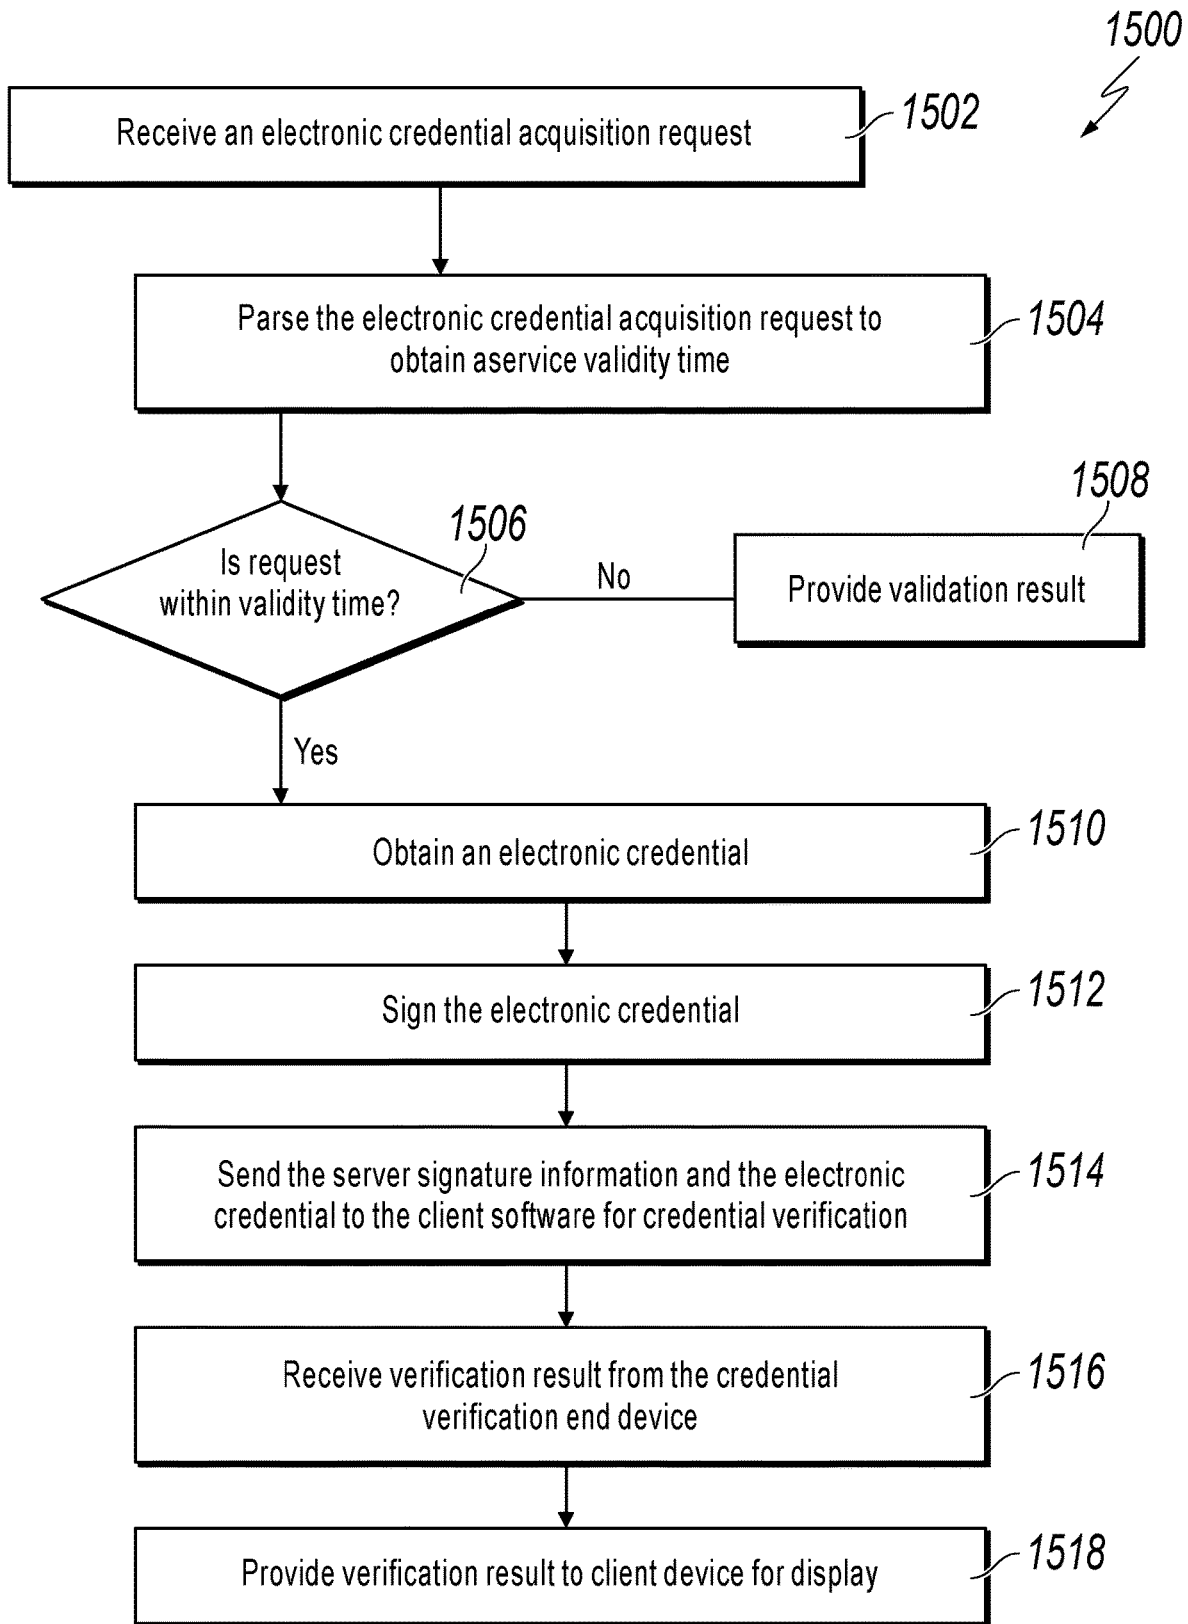 1500
Receive an electronic credential acquisition request
1502
Parse the electronic credential acquisition request to
obtain aservice validity time
1504
Is request
within validity time?
1506
No
Provide validation result
1508
Yes
Obtain an electronic credential
1510
Sign the electronic credential
1512
Send the server signature information and the electronic
credential to the client software for credential verification
1514
Receive verification result from the credential
verification end device
1516
Provide verification result to client device for display
1518